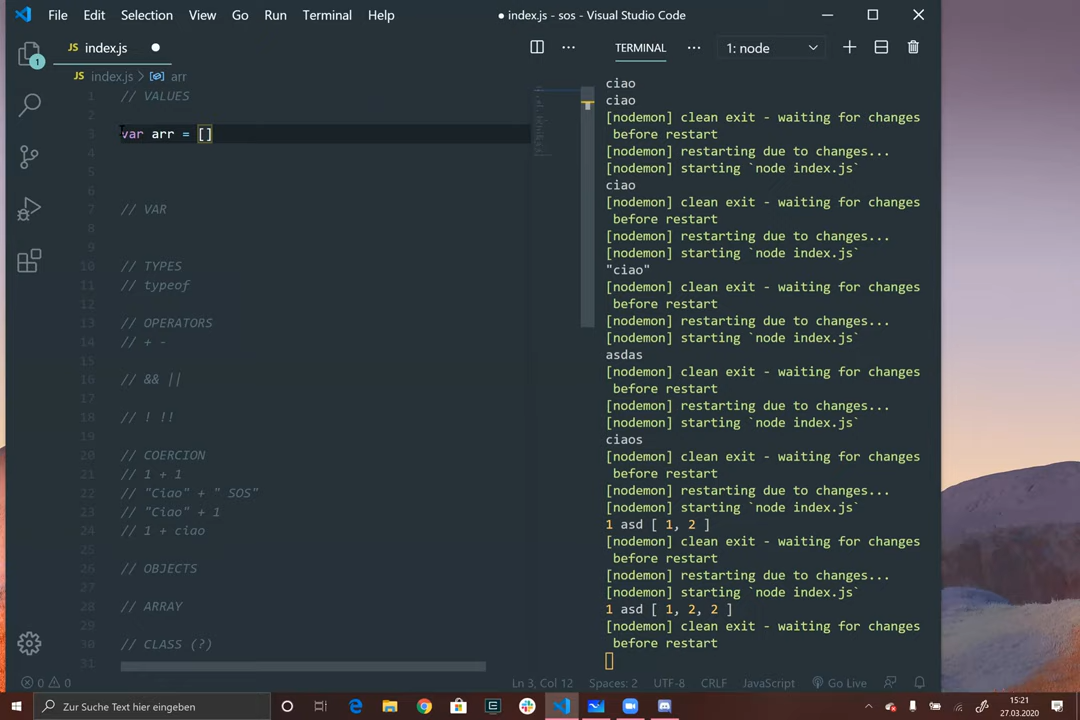 File Edit Selection View Go Run Terminal Help
● index.js - sos - Visual Studio Code
JS index.js ●
TERMINAL ··· 1: node
JS index.js > arr
1 // VALUES
2
3 var arr = []
4
5
6
7 // VAR
8
9
10 // TYPES
11 // typeof
12
13 // OPERATORS
14 // + -
15
16 // && ||
17
18 // ! !!
19
20 // COERCION
21 // 1 + 1
22 // "Ciao" + " SOS"
23 // "Ciao" + 1
24 // 1 + ciao
25
26 // OBJECTS
27
28 // ARRAY
29
30 // CLASS (?)
31
ciao
ciao
[nodemon] clean exit - waiting for changes
before restart
[nodemon] restarting due to changes...
[nodemon] starting `node index.js`
ciao
[nodemon] clean exit - waiting for changes
before restart
[nodemon] restarting due to changes...
[nodemon] starting `node index.js`
"ciao"
[nodemon] clean exit - waiting for changes
before restart
[nodemon] restarting due to changes...
[nodemon] starting `node index.js`
asdas
[nodemon] clean exit - waiting for changes
before restart
[nodemon] restarting due to changes...
[nodemon] starting `node index.js`
ciaos
[nodemon] clean exit - waiting for changes
before restart
[nodemon] restarting due to changes...
[nodemon] starting `node index.js`
1 asd [ 1, 2 ]
[nodemon] clean exit - waiting for changes
before restart
[nodemon] restarting due to changes...
[nodemon] starting `node index.js`
1 asd [ 1, 2, 2 ]
[nodemon] clean exit - waiting for changes
before restart
1
0 0
Ln 3, Col 12 Spaces: 2 UTF-8 CRLF JavaScript Go Live
Zur Suche Text hier eingeben
15:21
27.03.2020